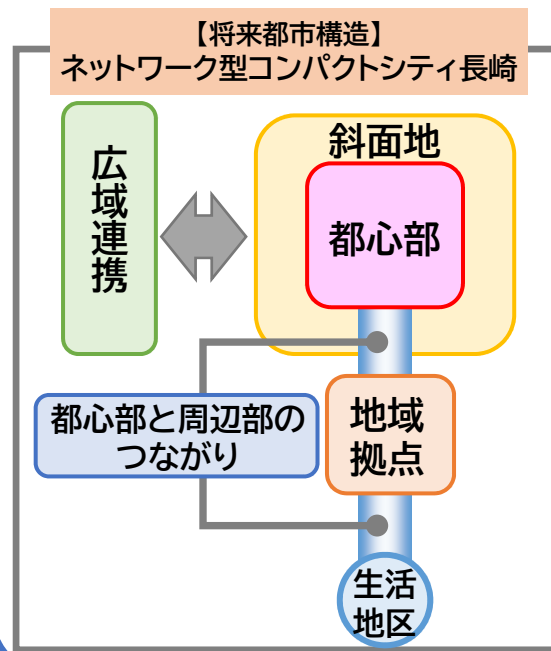 【将来都市構造】
ネットワーク型コンパクトシティ長崎
広域連携
斜面地
都心部
都心部と周辺部の
つながり
地域
拠点
生活
地区